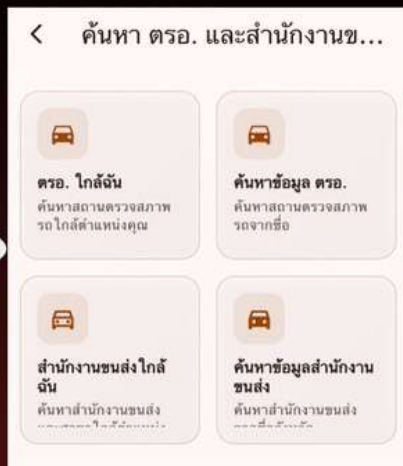 ค้นหา ตรอ. และสำนักงานข...
ตรอ. ใกล้ฉัน
ค้นหาสถานตรวจสภาพ
รถใกล้ตำแหน่งคุณ
ค้นหาข้อมูล ตรอ.
ค้นหาสถานตรวจสภาพ
รถจากชื่อ
สำนักงานขนส่งใกล้
ฉัน
ค้นหาสำนักงานขนส่ง
ค้นหาข้อมูลสำนักงาน
ขนส่ง
ค้นหาสำนักงานขนส่ง